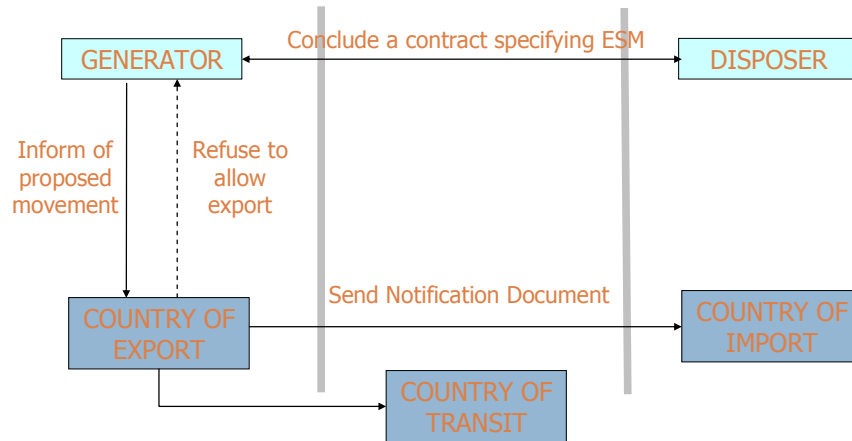 Conclude a contract specifying ESM
GENERATOR
DISPOSER
Inform of
proposed
movement
Refuse to
allow
export
Send Notification Document
COUNTRY OF
EXPORT
COUNTRY OF
IMPORT
COUNTRY OF
TRANSIT